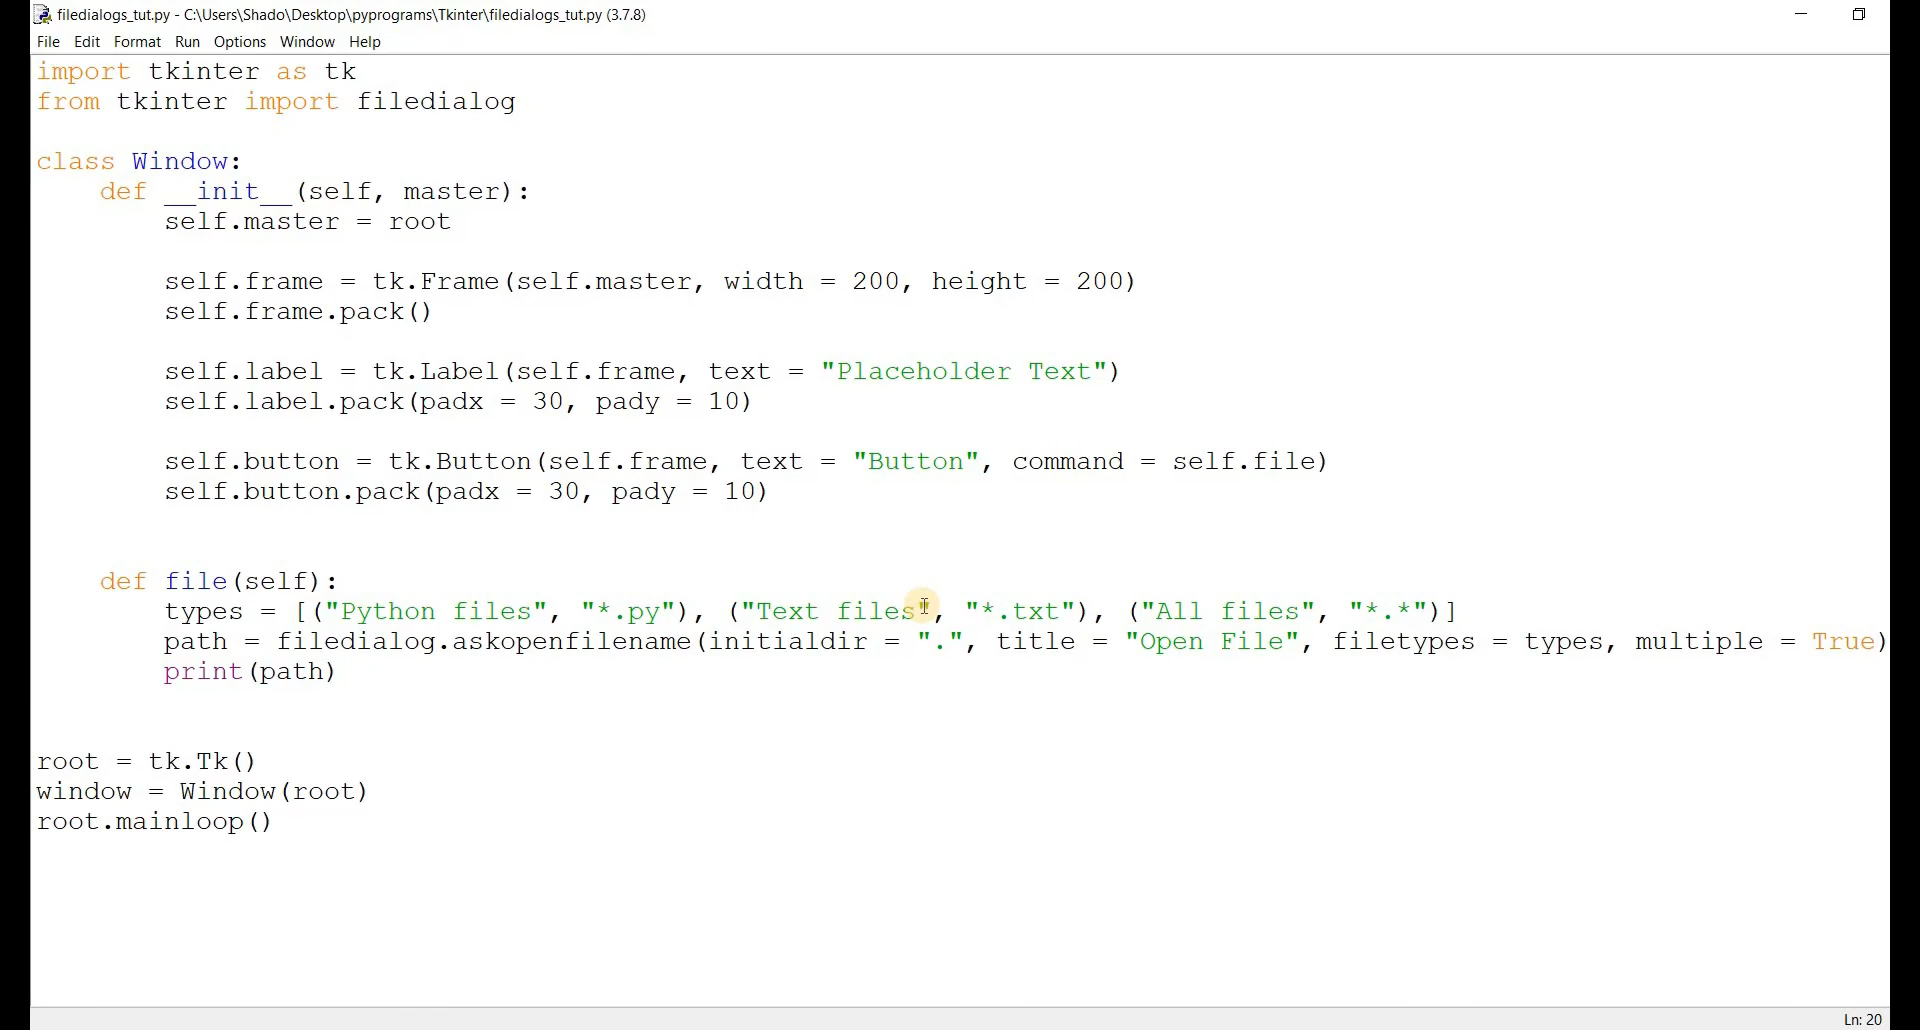 filedialogs_tut.py - C:\Users\Shado\Desktop\pyprograms\Tkinter\filedialogs_tut.py (3.7.8)
File Edit Format Run Options Window Help
import tkinter as tk
from tkinter import filedialog
class Window:
    def __init__(self, master):
        self.master = root
        self.frame = tk.Frame(self.master, width = 200, height = 200)
        self.frame.pack()
        self.label = tk.Label(self.frame, text = "Placeholder Text")
        self.label.pack(padx = 30, pady = 10)
        self.button = tk.Button(self.frame, text = "Button", command = self.file)
        self.button.pack(padx = 30, pady = 10)
    def file(self):
        types = [("Python files", "*.py"), ("Text files", "*.txt"), ("All files", "*.*")]
        path = filedialog.askopenfilename(initialdir = ".", title = "Open File", filetypes = types, multiple = True)
        print(path)
root = tk.Tk()
window = Window(root)
root.mainloop()
Ln: 20